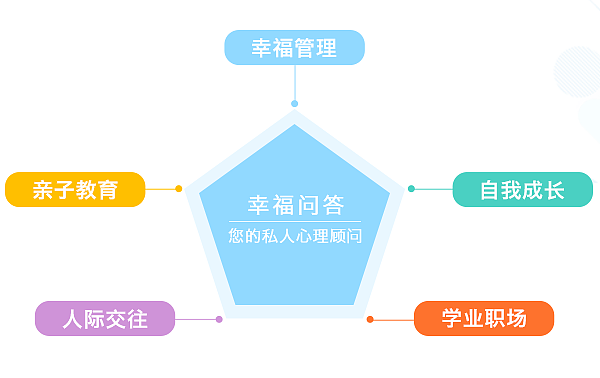 幸福管理
亲子教育
自我成长
幸福问答
您的私人心理顾问
人际交往
学业职场